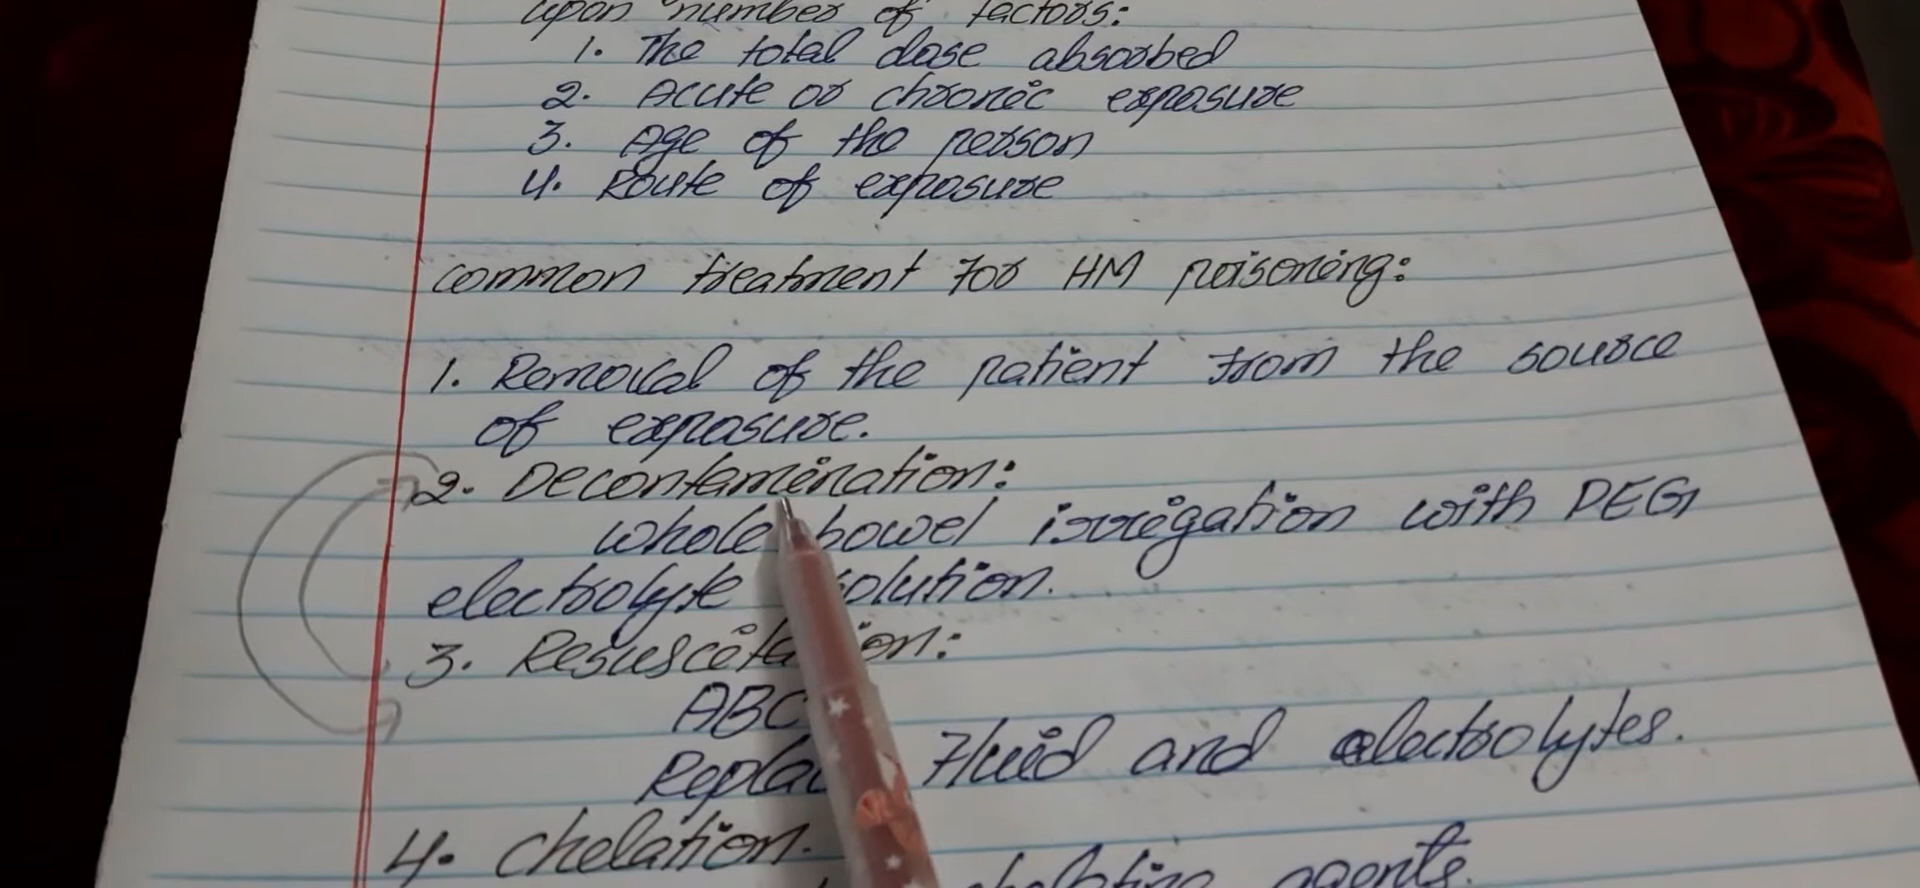 upon number of factors:
1. The total dose absorbed
2. Acute or chronic exposure
3. Age of the person
4. Route of exposure
common treatment for HM poisoning:
1. Removal of the patient from the source
of exposure.
2. Decontamination:
whole bowel irrigation with PEG
electrolyte solution.
3. Resuscitation:
ABC
Fluid and electrolytes.
4. Chelation.
agents.